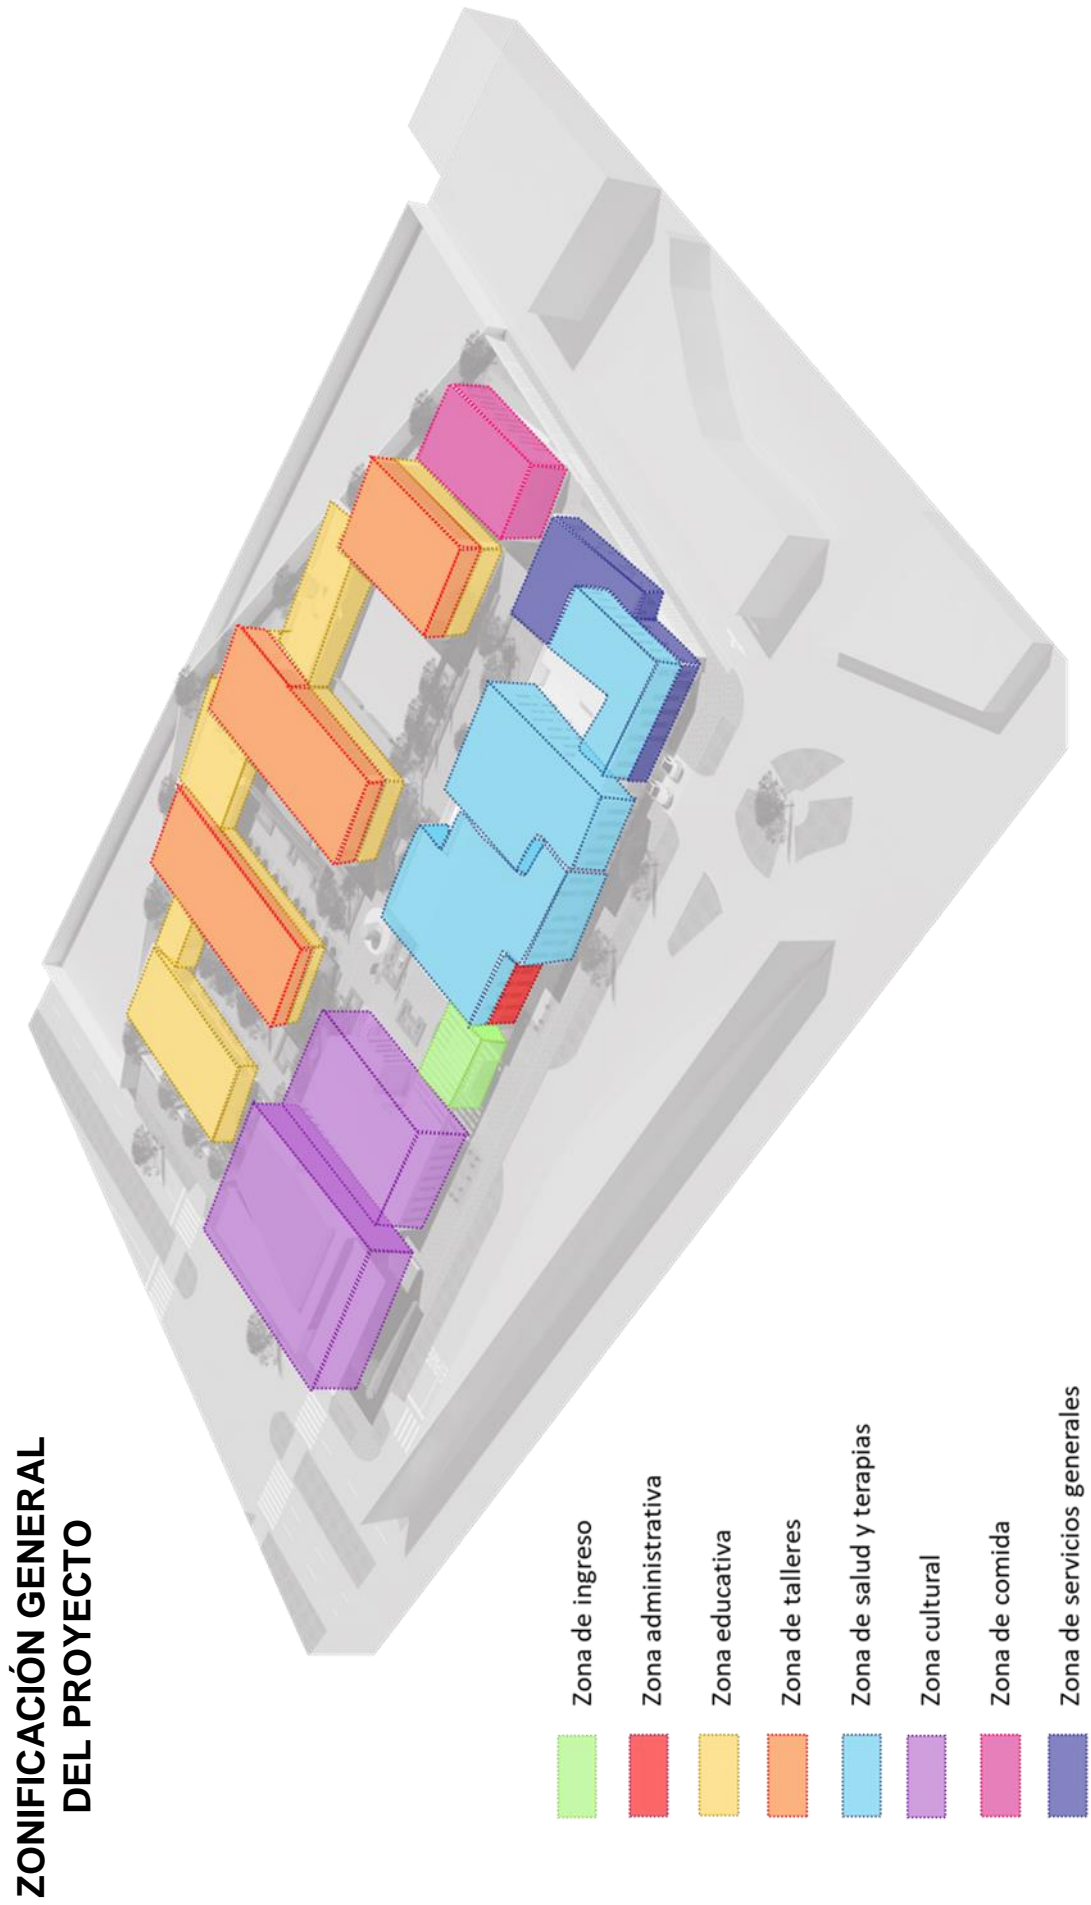 ZONIFICACIÓN GENERAL
DEL PROYECTO
Zona de ingreso
Zona administrativa
Zona educativa
Zona de talleres
Zona de salud y terapias
Zona cultural
Zona de comida
Zona de servicios generales